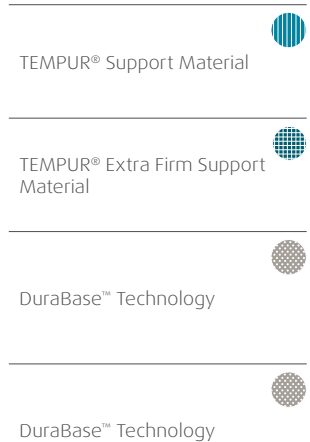 TEMPUR® Support Material
TEMPUR® Extra Firm Support
Material
DuraBase™ Technology
DuraBase™ Technology